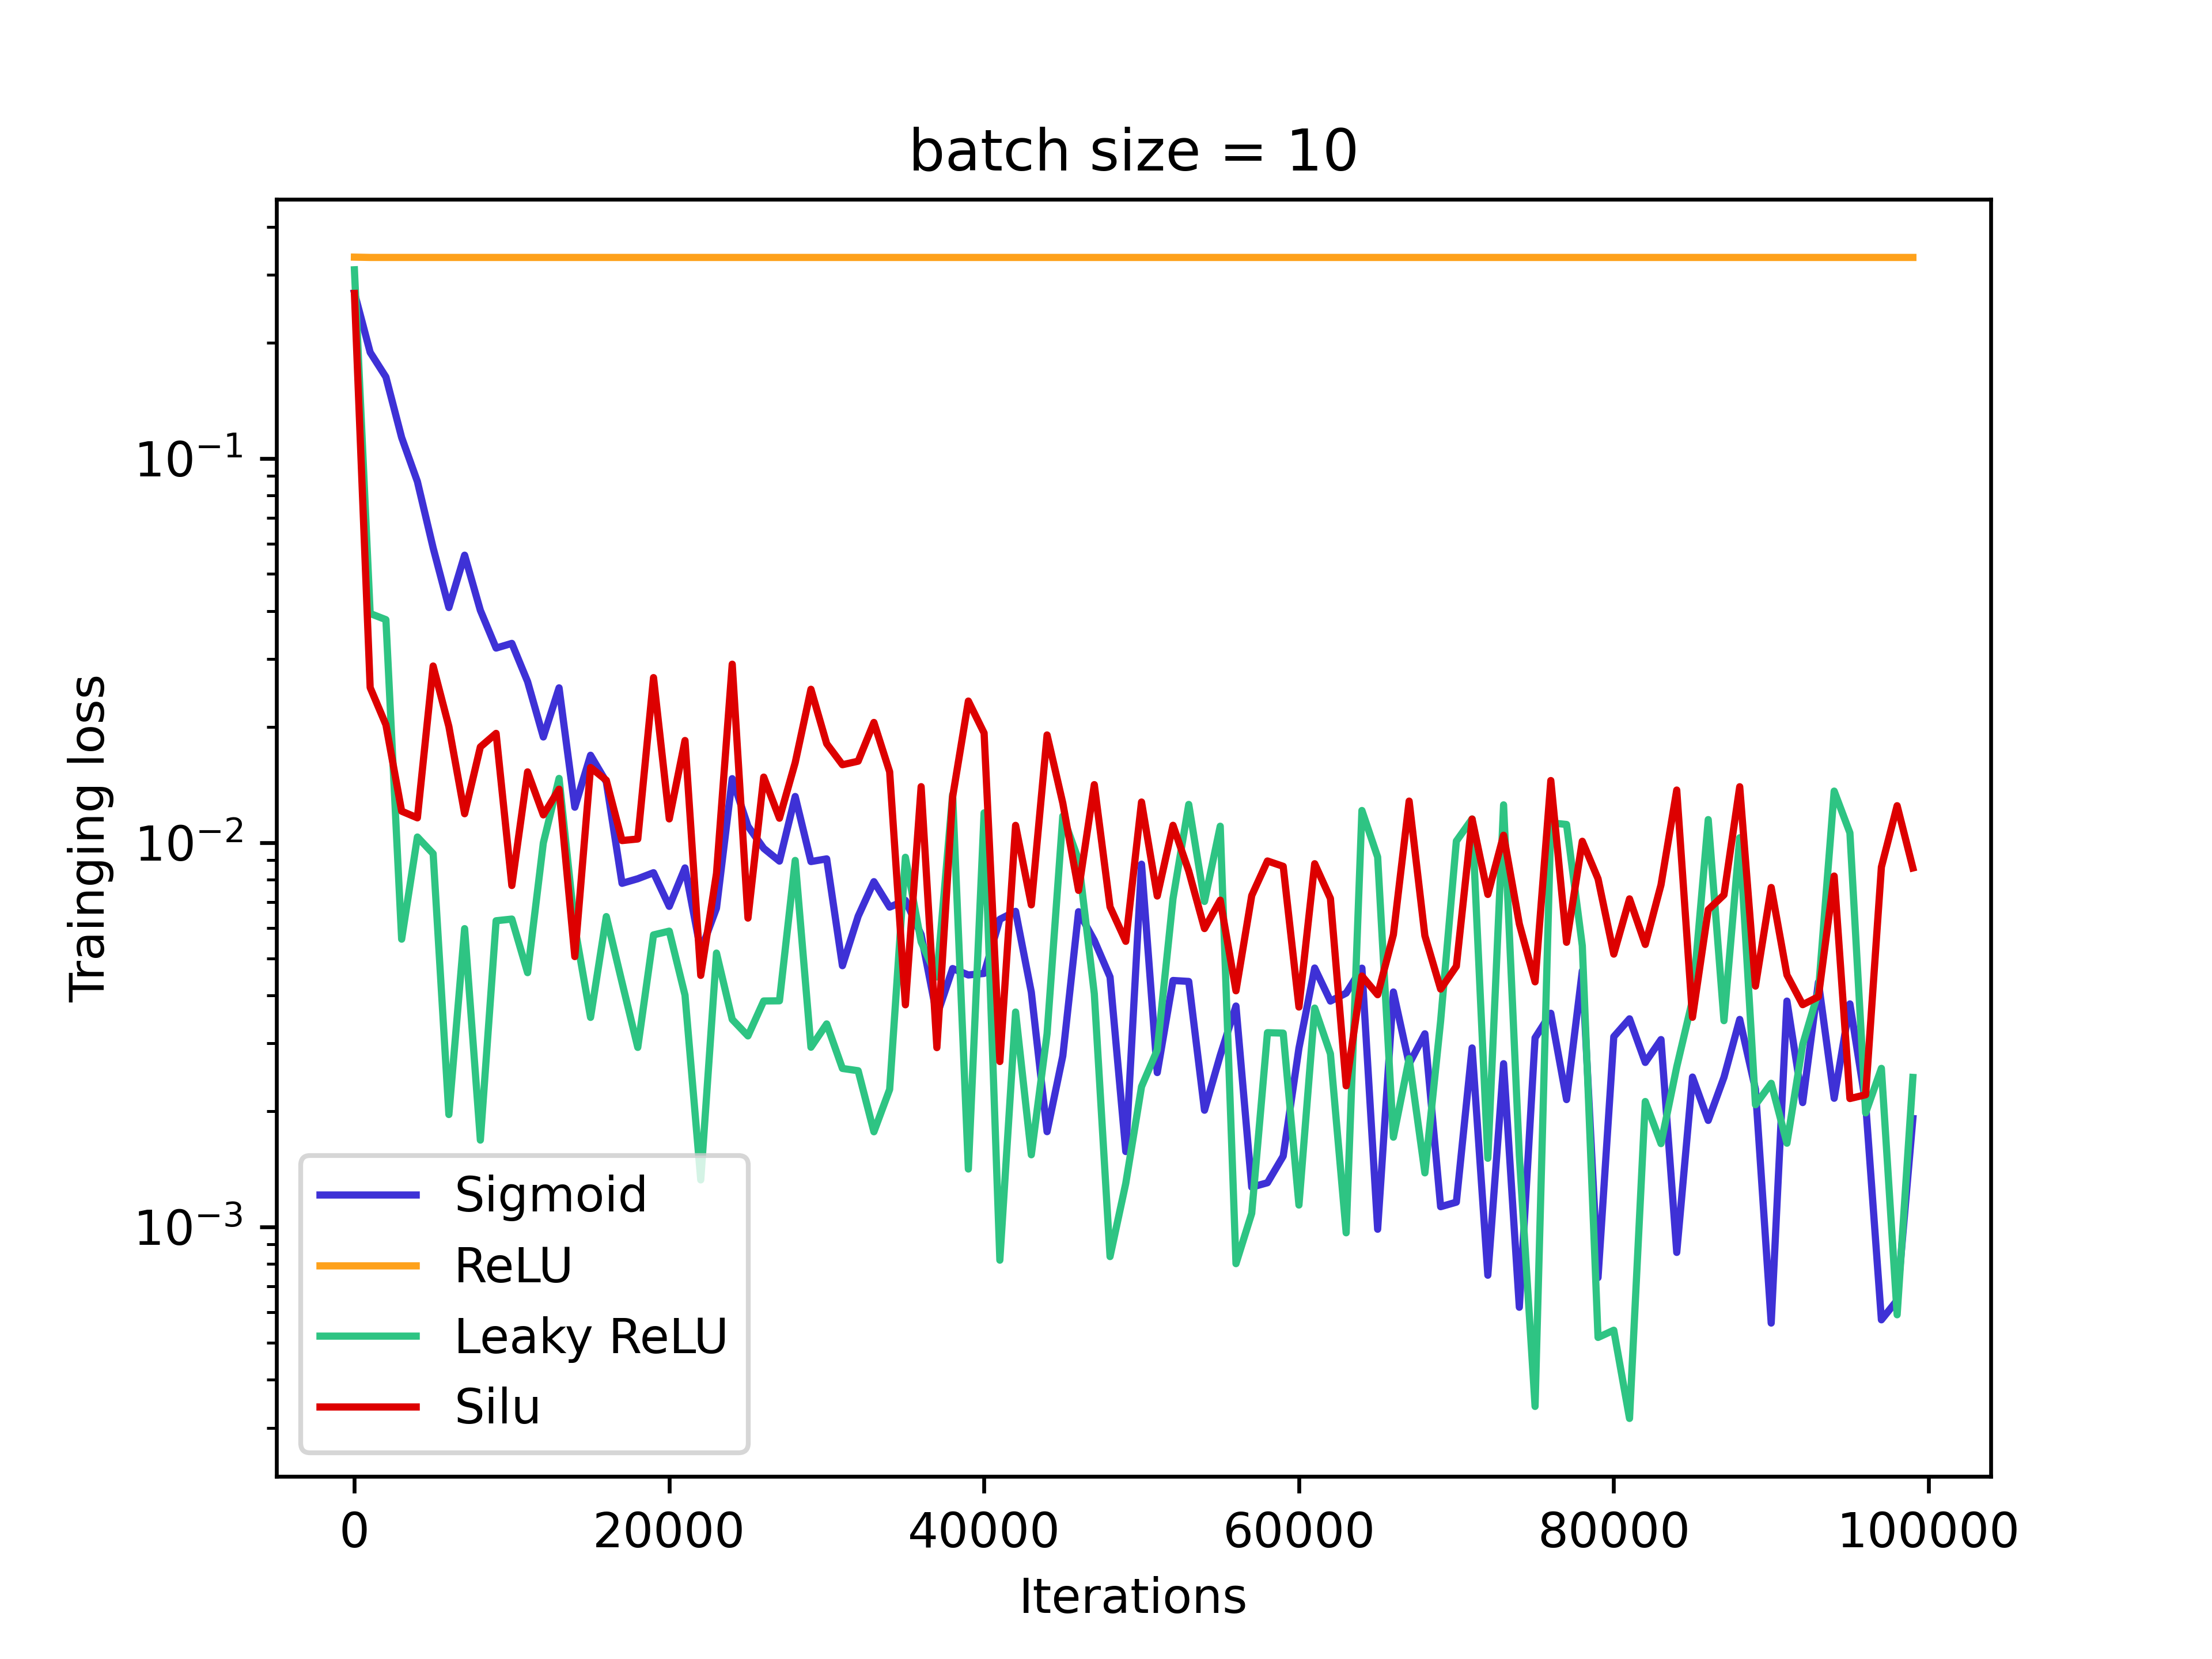 batch size = 10
Trainging loss
10⁻¹
10⁻²
10⁻³
Sigmoid
ReLU
Leaky ReLU
Silu
0 20000 40000 60000 80000 100000
Iterations